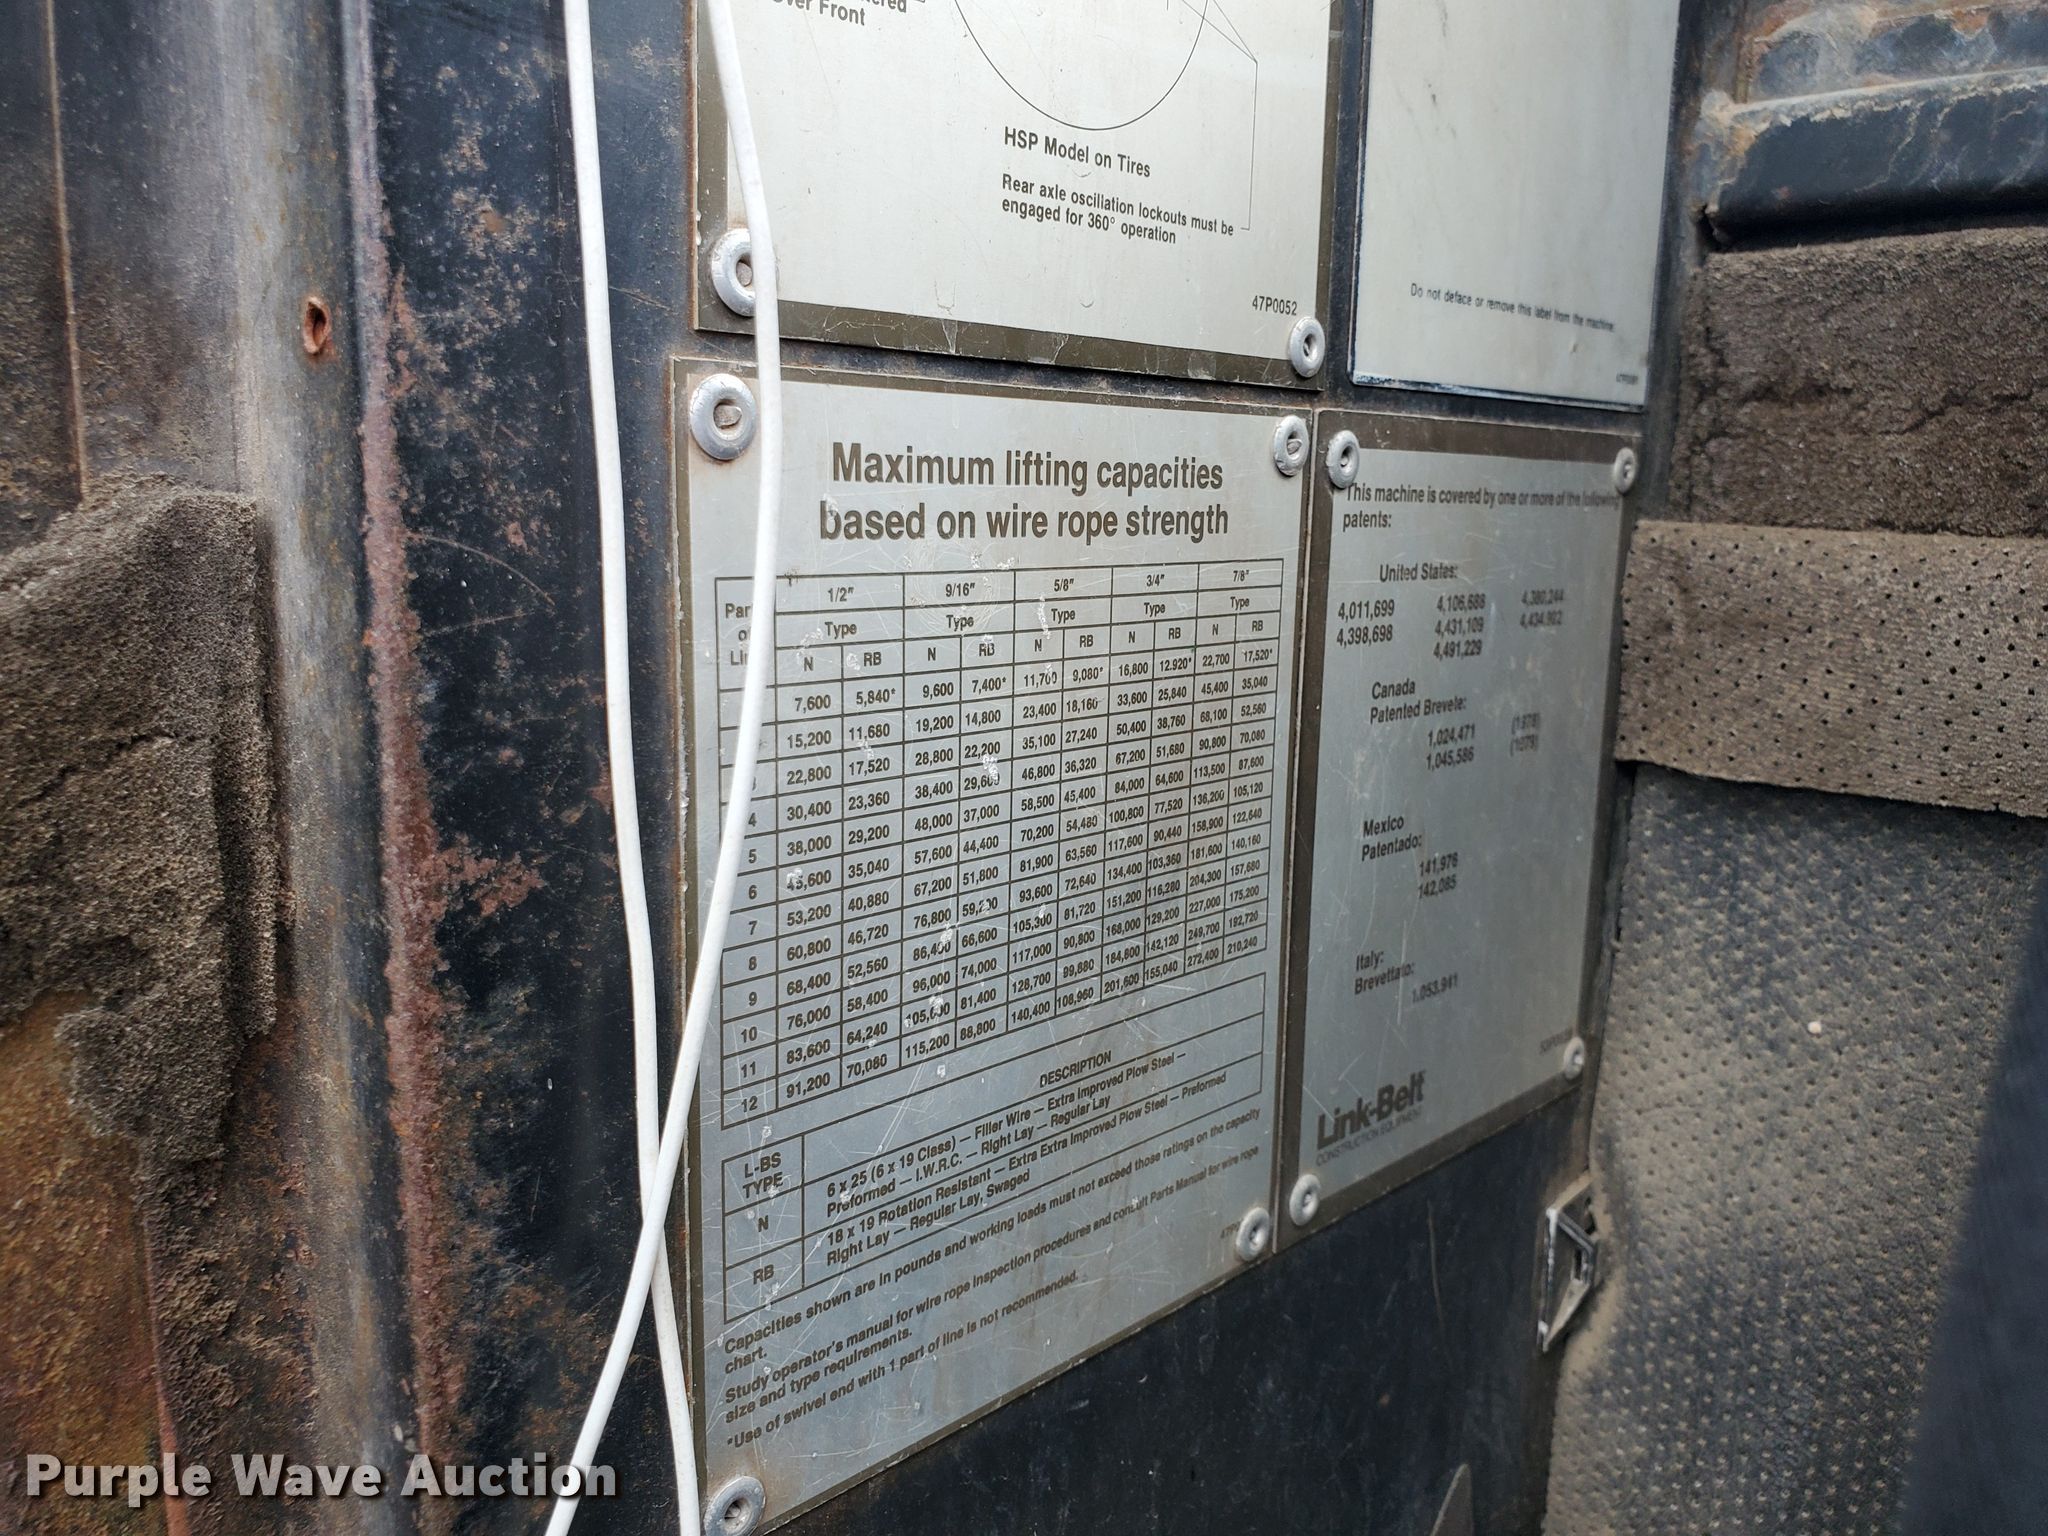 Over Front
HSP Model on Tires
Rear axle oscillation lockouts must be
engaged for 360° operation
47P0052
Do not deface or remove this label from the machine.
Maximum lifting capacities
based on wire rope strength
1/2" 9/16" 5/8" 3/4" 7/8"
Type Type Type Type Type
N RB N RB N RB N RB N RB
7,600 5,840* 9,600 7,400* 11,700 9,080* 16,800 12.920* 22,700 17,520*
15,200 11,680 19,200 14,800 23,400 18,160 33,600 25,840 45,400 35,040
3 22,800 17,520 28,800 22,200 35,100 27,240 50,400 38,760 68,100 52,560
4 30,400 23,360 38,400 29,600 46,800 36,320 67,200 51,680 90,800 70,080
5 38,000 29,200 48,000 37,000 58,500 45,400 84,000 64,600 113,500 87,600
6 45,600 35,040 57,600 44,400 70,200 54,480 100,800 77,520 136,200 105,120
7 53,200 40,880 67,200 51,800 81,900 63,560 117,600 90,440 158,900 122,640
8 60,800 46,720 76,800 59,200 93,600 72,640 134,400 103,360 181,600 140,160
9 68,400 52,560 86,400 66,600 105,300 81,720 151,200 116,280 204,300 157,680
10 76,000 58,400 96,000 74,000 117,000 90,800 168,000 129,200 227,000 175,200
11 83,600 64,240 105,600 81,400 128,700 99,880 184,800 142,120 249,700 192,720
12 91,200 70,080 115,200 88,800 140,400 108,960 201,600 155,040 272,400 210,240
L-BS
TYPE
DESCRIPTION
N
6 x 25 (6 x 19 Class) — Filler Wire — Extra Improved Plow Steel —
Preformed — I.W.R.C. — Right Lay — Regular Lay
RB
18 x 19 Rotation Resistant — Extra Extra Improved Plow Steel — Preformed
Right Lay — Regular Lay, Swaged
Capacities shown are in pounds and working loads must not exceed those ratings on the capacity
chart.
Study operator's manual for wire rope inspection procedures and consult Parts Manual for wire rope
size and type requirements.
*Use of swivel end with 1 part of line is not recommended.
This machine is covered by one or more of the following
patents:
United States:
4,011,699 4,106,688 4,380,244
4,398,698 4,431,109
4,491,229
Canada
Patented Brevete:
1,024,471 (1978)
1,045,586 (1979)
Mexico
Patentado:
141,976
142,085
Italy:
Brevettato:
1,053,941
Link-Belt
CONSTRUCTION EQUIPMENT
Purple Wave Auction